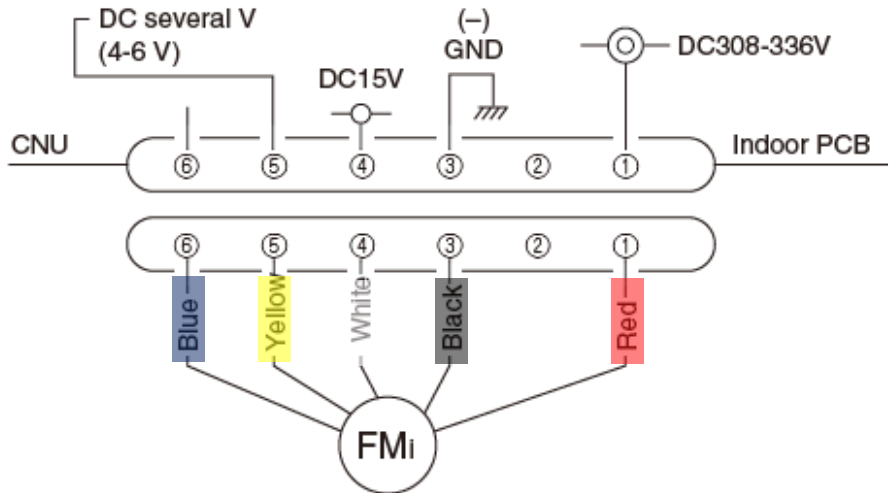 DC several V
(4-6 V)
(–)
GND
DC15V
DC308-336V
CNU
Indoor PCB
⑥ ⑤ ④ ③ ② ①
⑥ ⑤ ④ ③ ② ①
Blue
Yellow
White
Black
Red
FMi